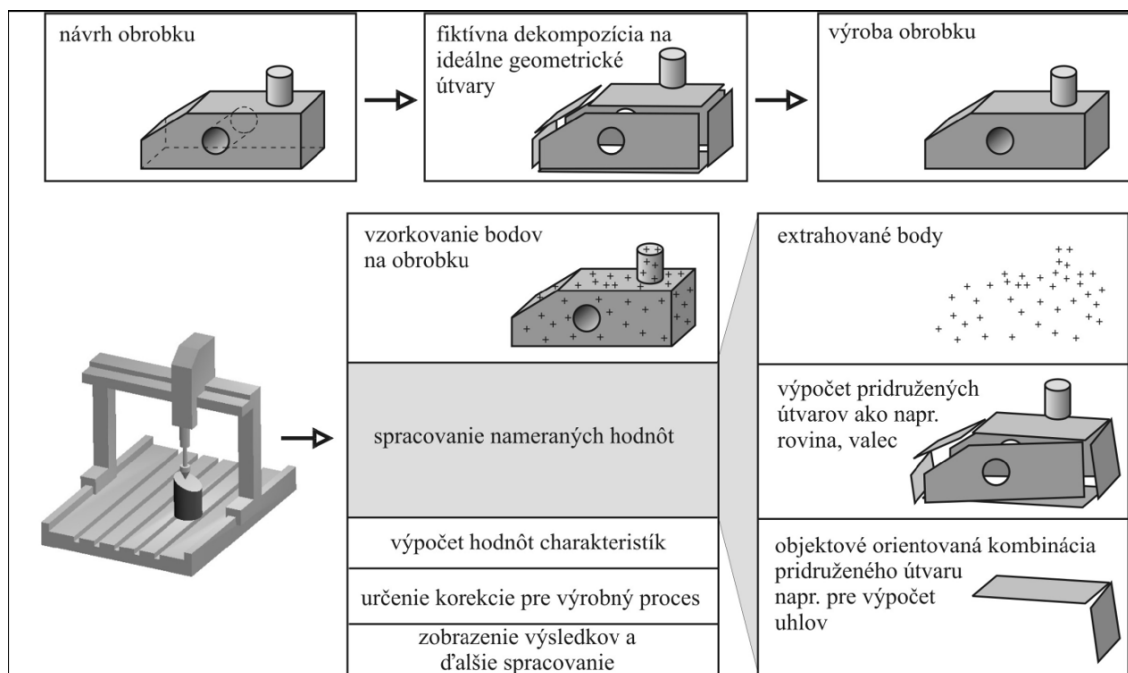 návrh obrobku
fiktívna dekompozícia na
ideálne geometrické
útvary
výroba obrobku
vzorkovanie bodov
na obrobku
spracovanie nameraných hodnôt
výpočet hodnôt charakteristík
určenie korekcie pre výrobný proces
zobrazenie výsledkov a
ďalšie spracovanie
extrahované body
výpočet pridružených
útvarov ako napr.
rovina, valec
objektové orientovaná kombinácia
pridruženého útvaru
napr. pre výpočet
uhlov